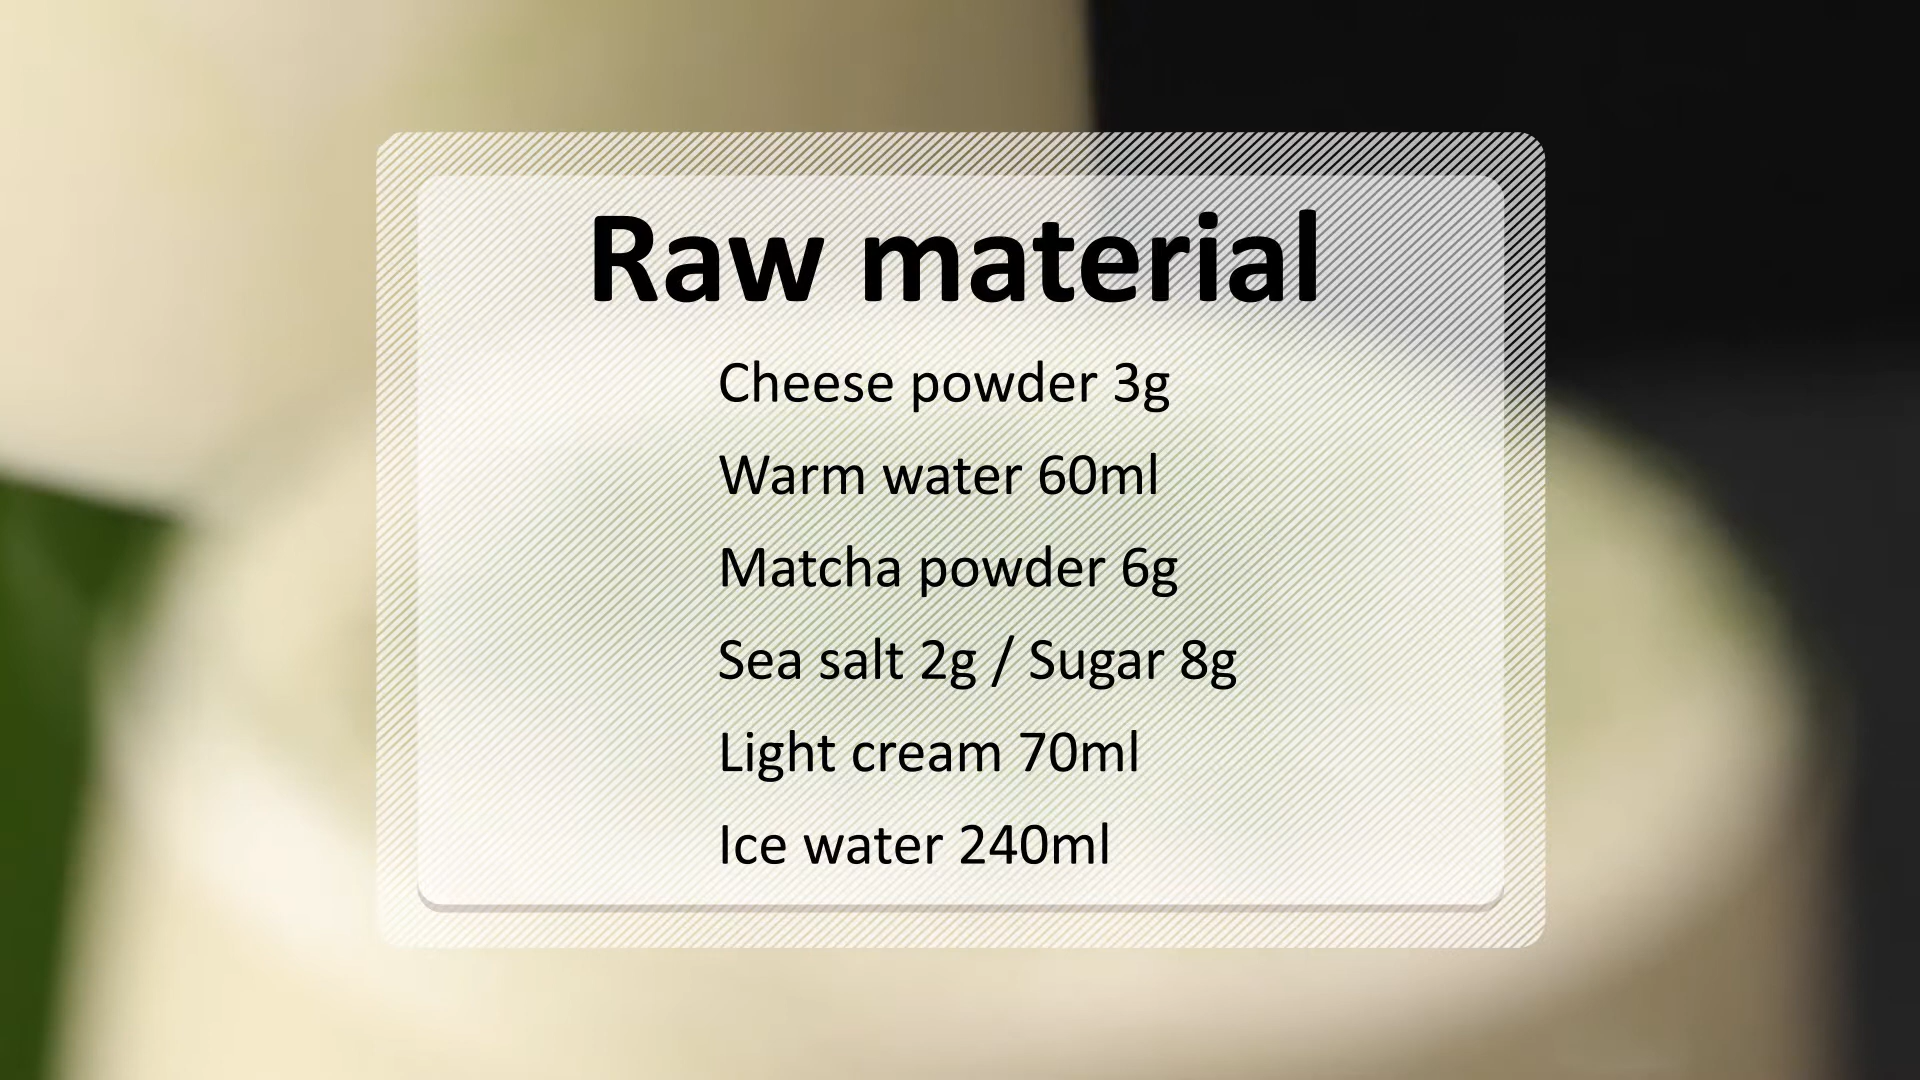 Raw material
Cheese powder 3g
Warm water 60ml
Matcha powder 6g
Sea salt 2g / Sugar 8g
Light cream 70ml
Ice water 240ml